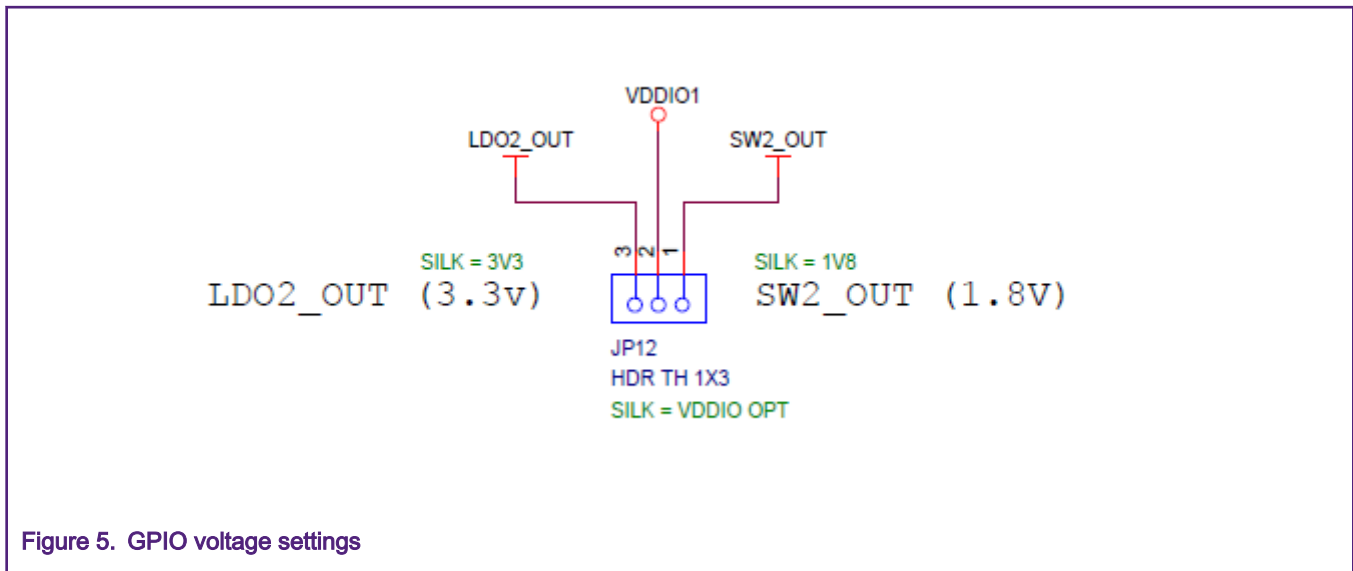 VDDIO1
LDO2_OUT
SW2_OUT
3
2
1
SILK = 3V3
SILK = 1V8
LDO2_OUT (3.3v)
SW2_OUT (1.8V)
JP12
HDR TH 1X3
SILK = VDDIO OPT
Figure 5. GPIO voltage settings